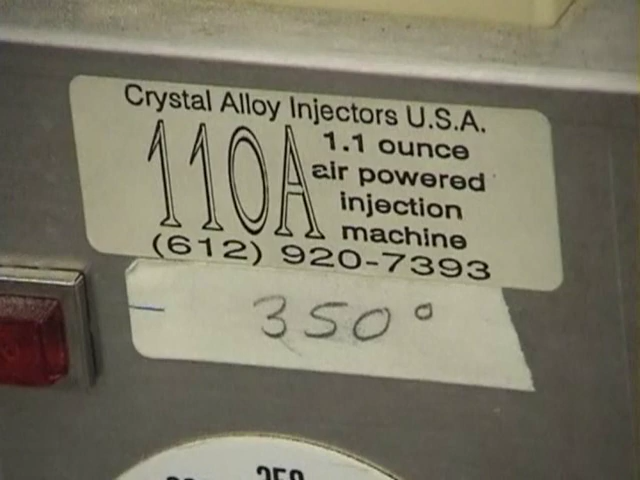 Crystal Alloy Injectors U.S.A.
110A
1.1 ounce
air powered
injection
machine
(612) 920-7393
350°